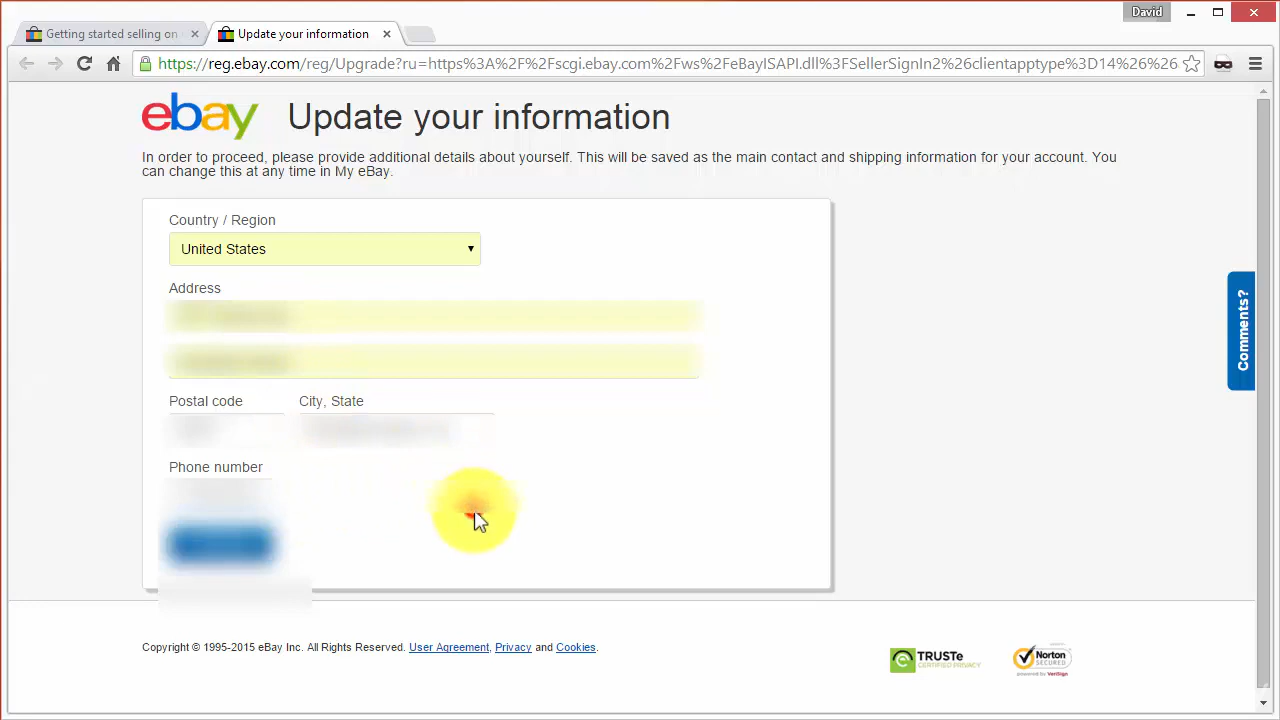 David
Getting started selling on
Update your information
https://reg.ebay.com/reg/Upgrade?ru=https%3A%2F%2Fscgi.ebay.com%2Fws%2FeBayISAPI.dll%3FSellerSignIn2%26clientapptype%3D14%26%26
ebay Update your information
In order to proceed, please provide additional details about yourself. This will be saved as the main contact and shipping information for your account. You
can change this at any time in My eBay.
Country / Region
United States
Address
Postal code City, State
Phone number
Comments?
Copyright © 1995-2015 eBay Inc. All Rights Reserved. User Agreement, Privacy and Cookies.
TRUSTe
CERTIFIED PRIVACY
Norton
SECURED
powered by VeriSign